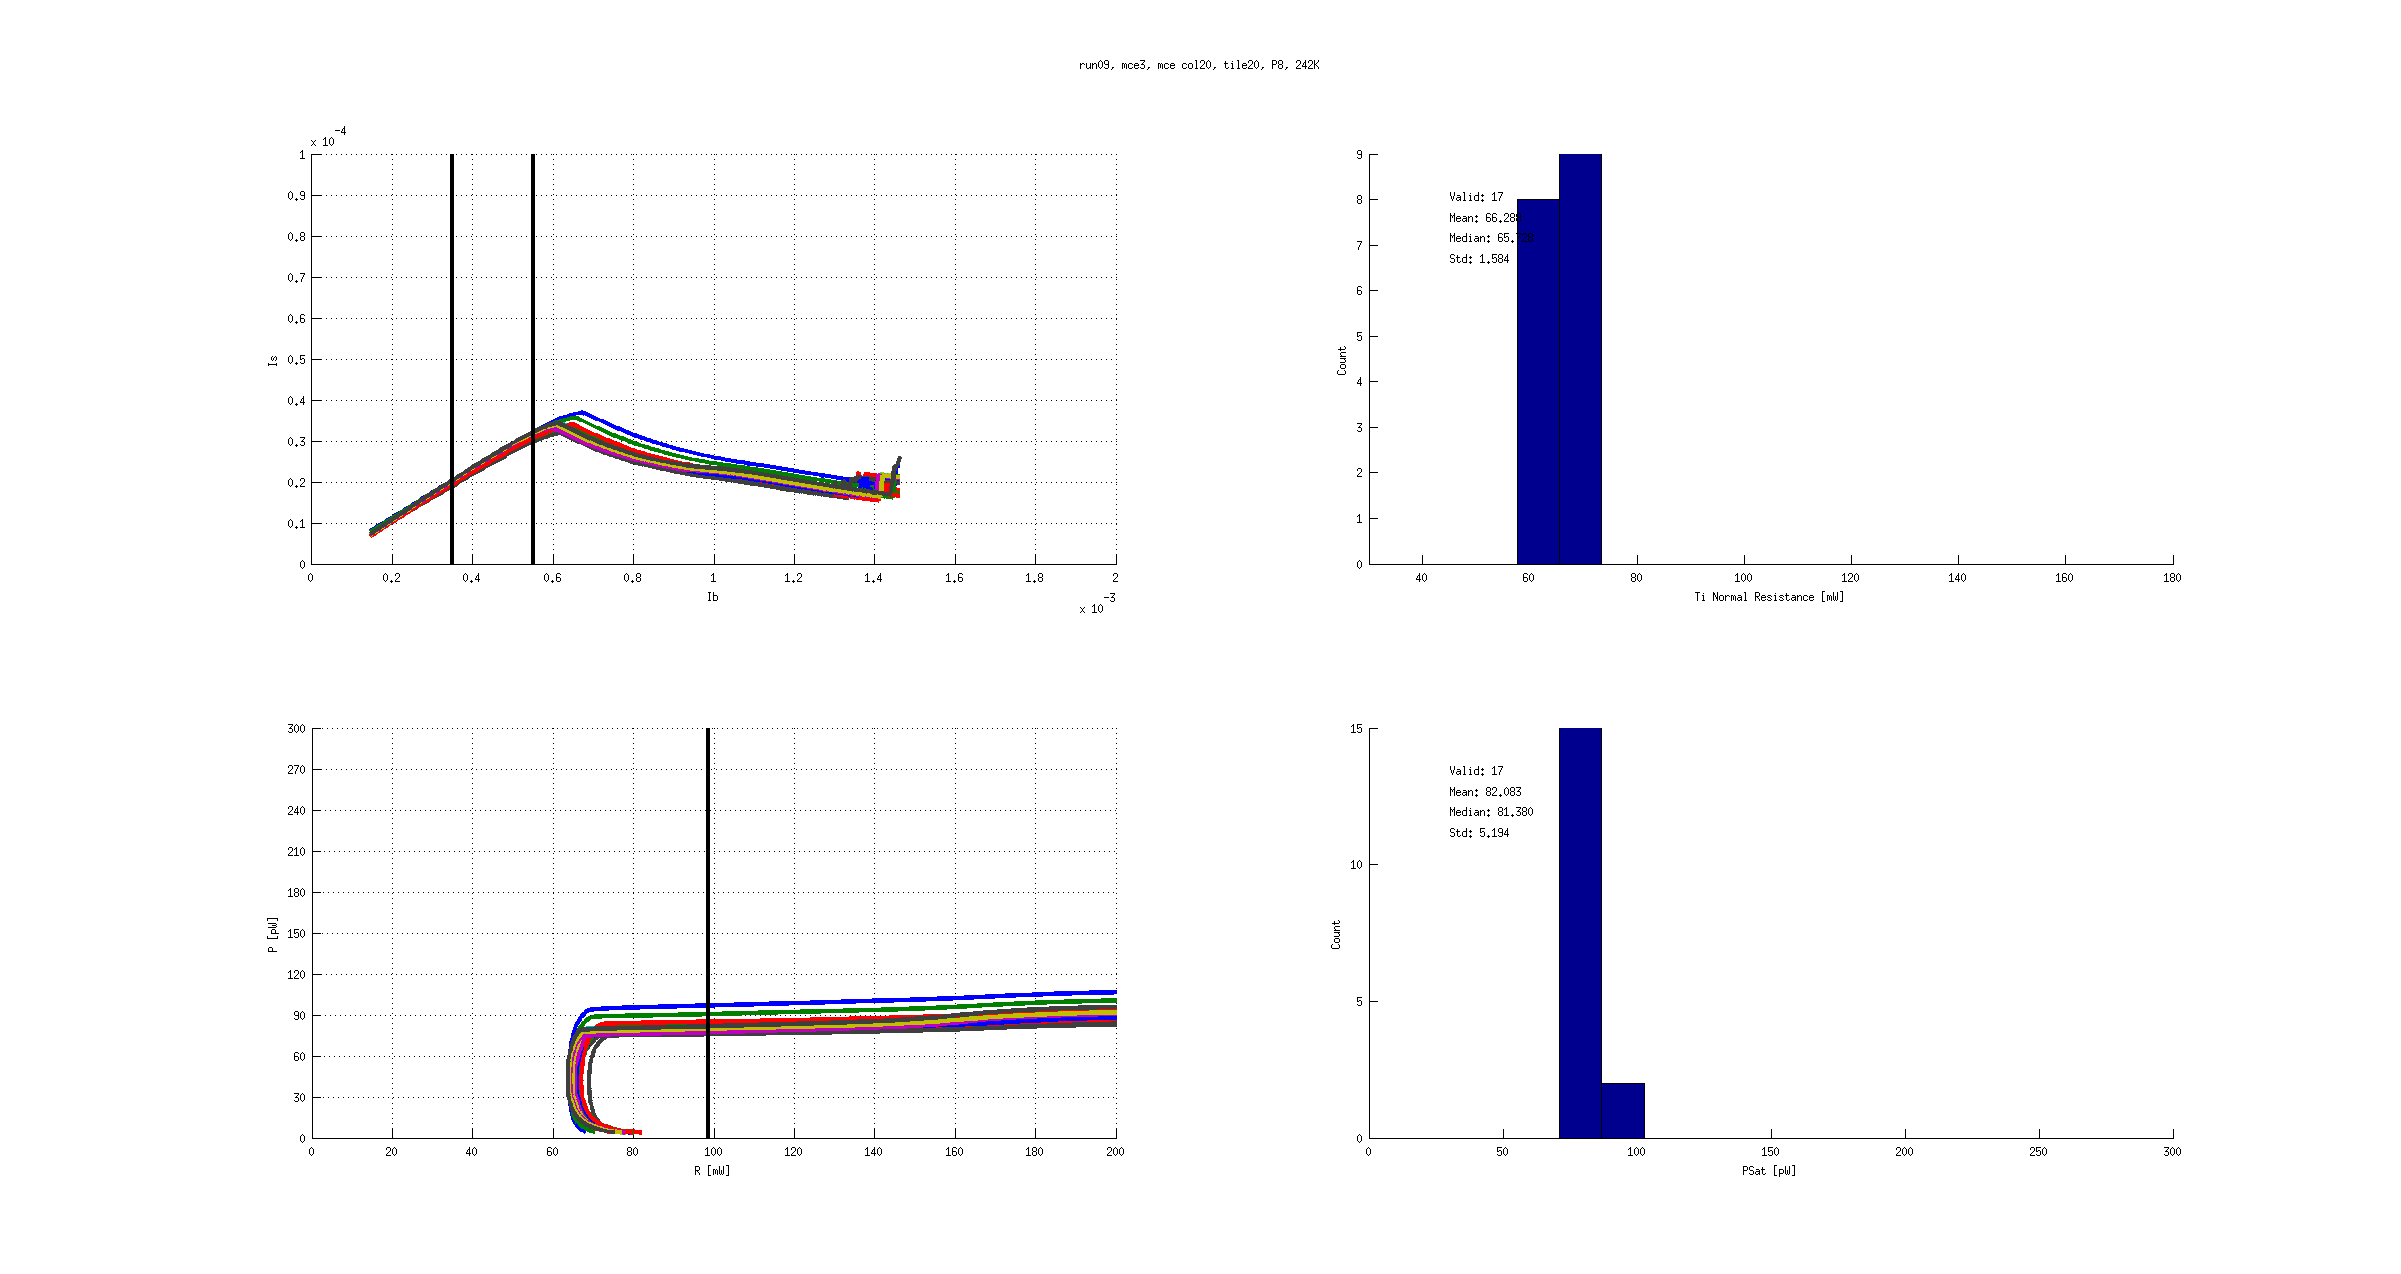 run09, mce3, mce col20, tile20, P8, 242K
x 10^-4
1
0.9
0.8
0.7
0.6
0.5
0.4
0.3
0.2
0.1
0
Is
0 0.2 0.4 0.6 0.8 1 1.2 1.4 1.6 1.8 2
Ib
x 10^-3
9
8
7
6
5
4
3
2
1
0
Count
Valid: 17
Mean: 66.288
Median:
Std: 1.584
40 60 80 100 120 140 160 180
Ti Normal Resistance [mW]
300
270
240
210
180
150
120
90
60
30
0
P [pW]
0 20 40 60 80 100 120 140 160 180 200
R [mW]
15
10
5
0
Count
Valid: 17
Mean: 82.083
Median: 81.380
Std: 5.194
0 50 100 150 200 250 300
PSat [pW]